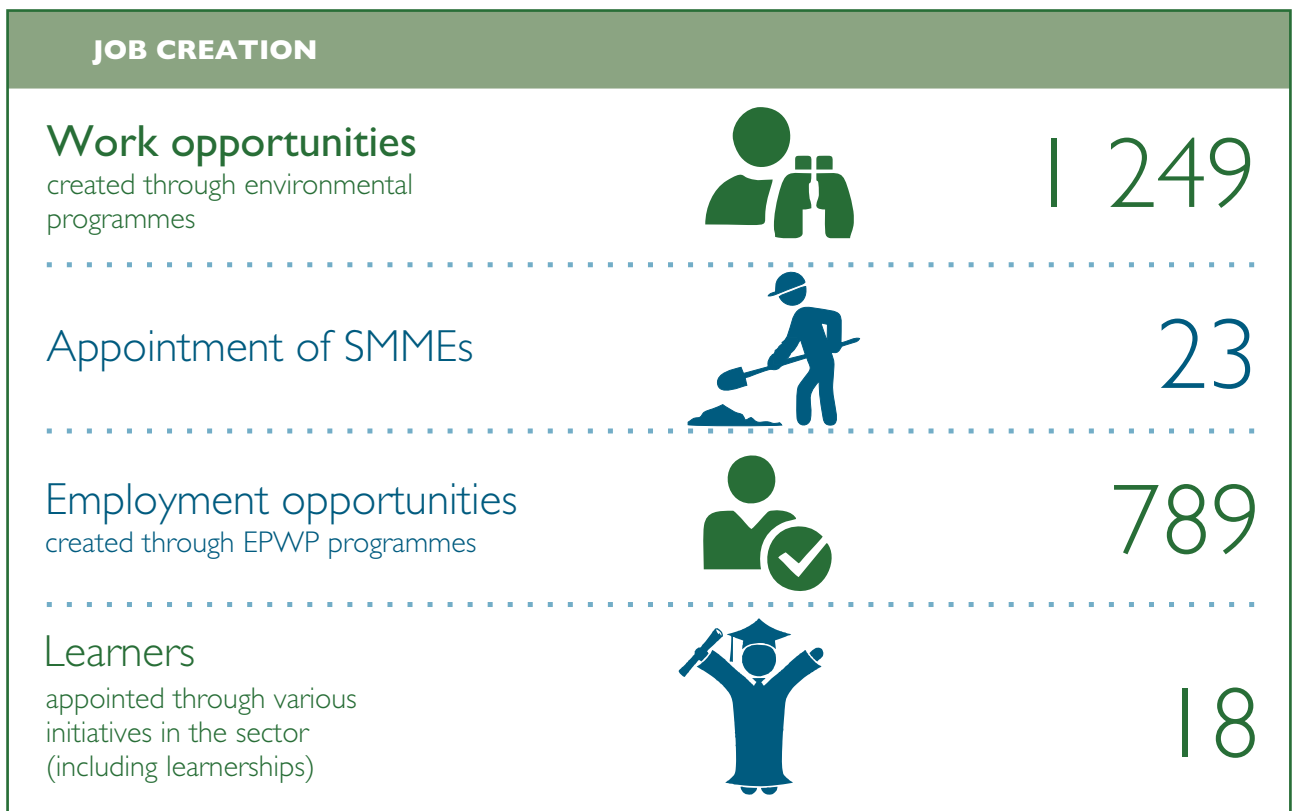 JOB CREATION
Work opportunities
created through environmental
programmes
1 249
Appointment of SMMEs
23
Employment opportunities
created through EPWP programmes
789
Learners
appointed through various
initiatives in the sector
(including learnerships)
18